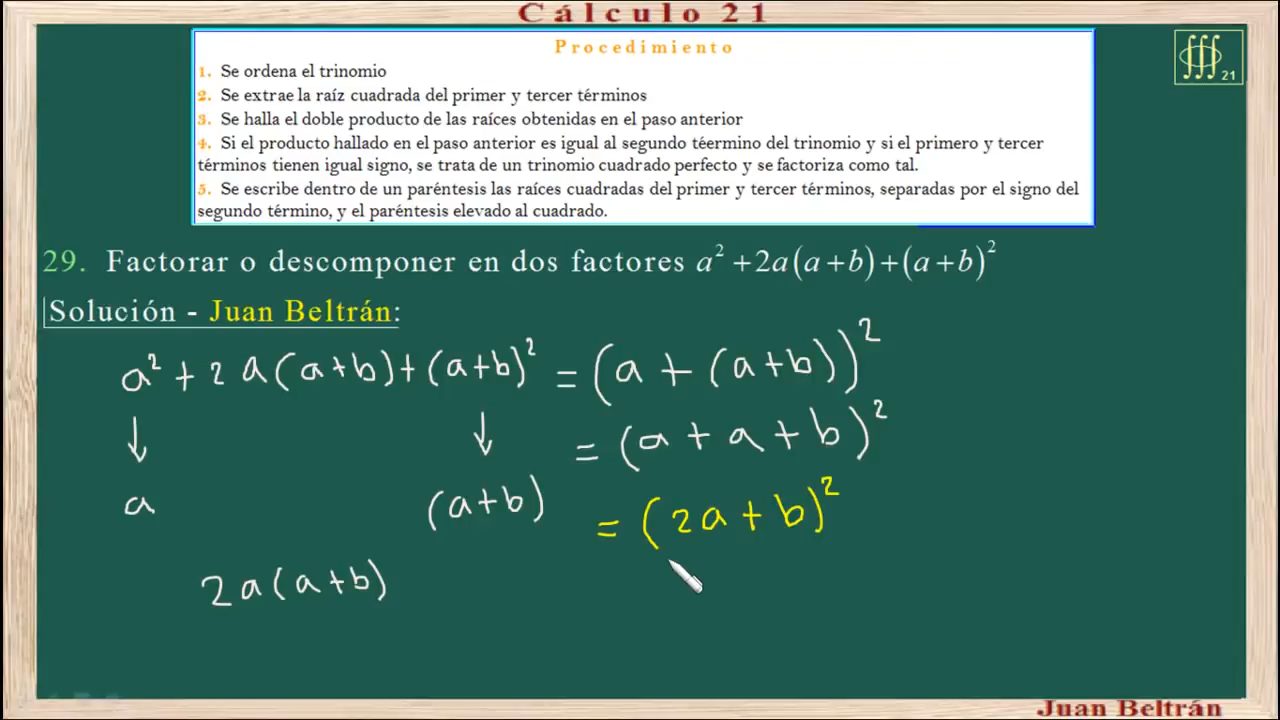 Cálculo 21
Procedimiento
1. Se ordena el trinomio
2. Se extrae la raíz cuadrada del primer y tercer términos
3. Se halla el doble producto de las raíces obtenidas en el paso anterior
4. Si el producto hallado en el paso anterior es igual al segundo téermino del trinomio y si el primero y tercer
términos tienen igual signo, se trata de un trinomio cuadrado perfecto y se factoriza como tal.
5. Se escribe dentro de un paréntesis las raíces cuadradas del primer y tercer términos, separadas por el signo del
segundo término, y el paréntesis elevado al cuadrado.
∯ 21
29. Factorar o descomponer en dos factores a² + 2a(a+b) + (a+b)²
Solución - Juan Beltrán:
a² + 2a(a+b) + (a+b)² = (a + (a+b))²
↓ ↓ = (a + a + b)²
a (a+b) = (2a + b)²
2a(a+b)
Juan Beltrán